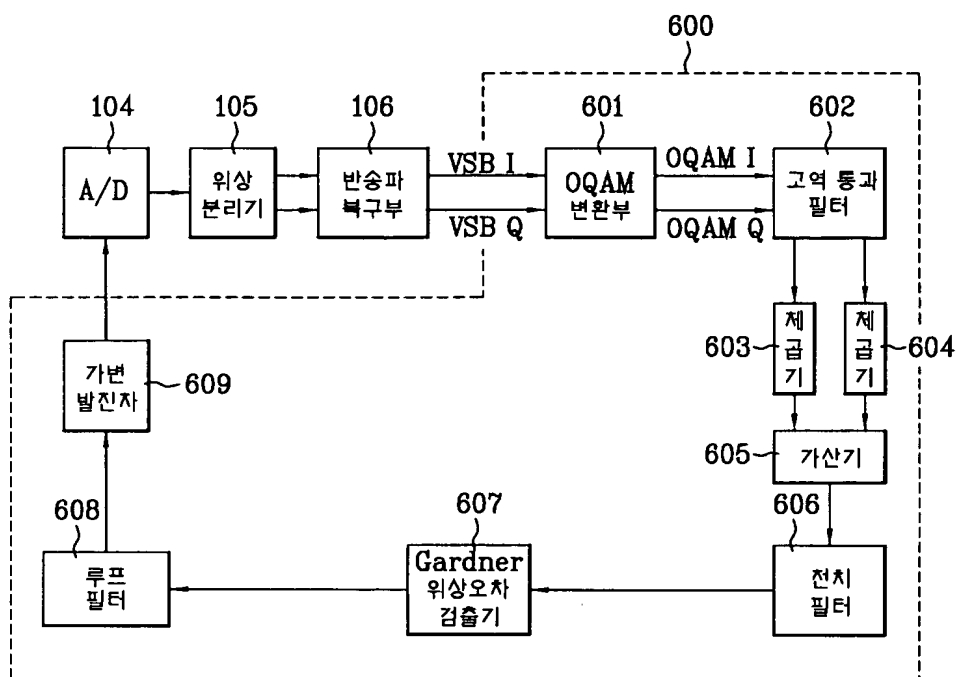 600
104
105
106
601
602
A/D
위상
분리기
반송파
복구부
VSB I
VSB Q
OQAM
변환부
OQAM I
OQAM Q
고역 통과
필터
603
제
곱
기
제
곱
기
604
가변
발진자
609
605
가산기
608
607
606
루프
필터
Gardner
위상오차
검출기
전치
필터